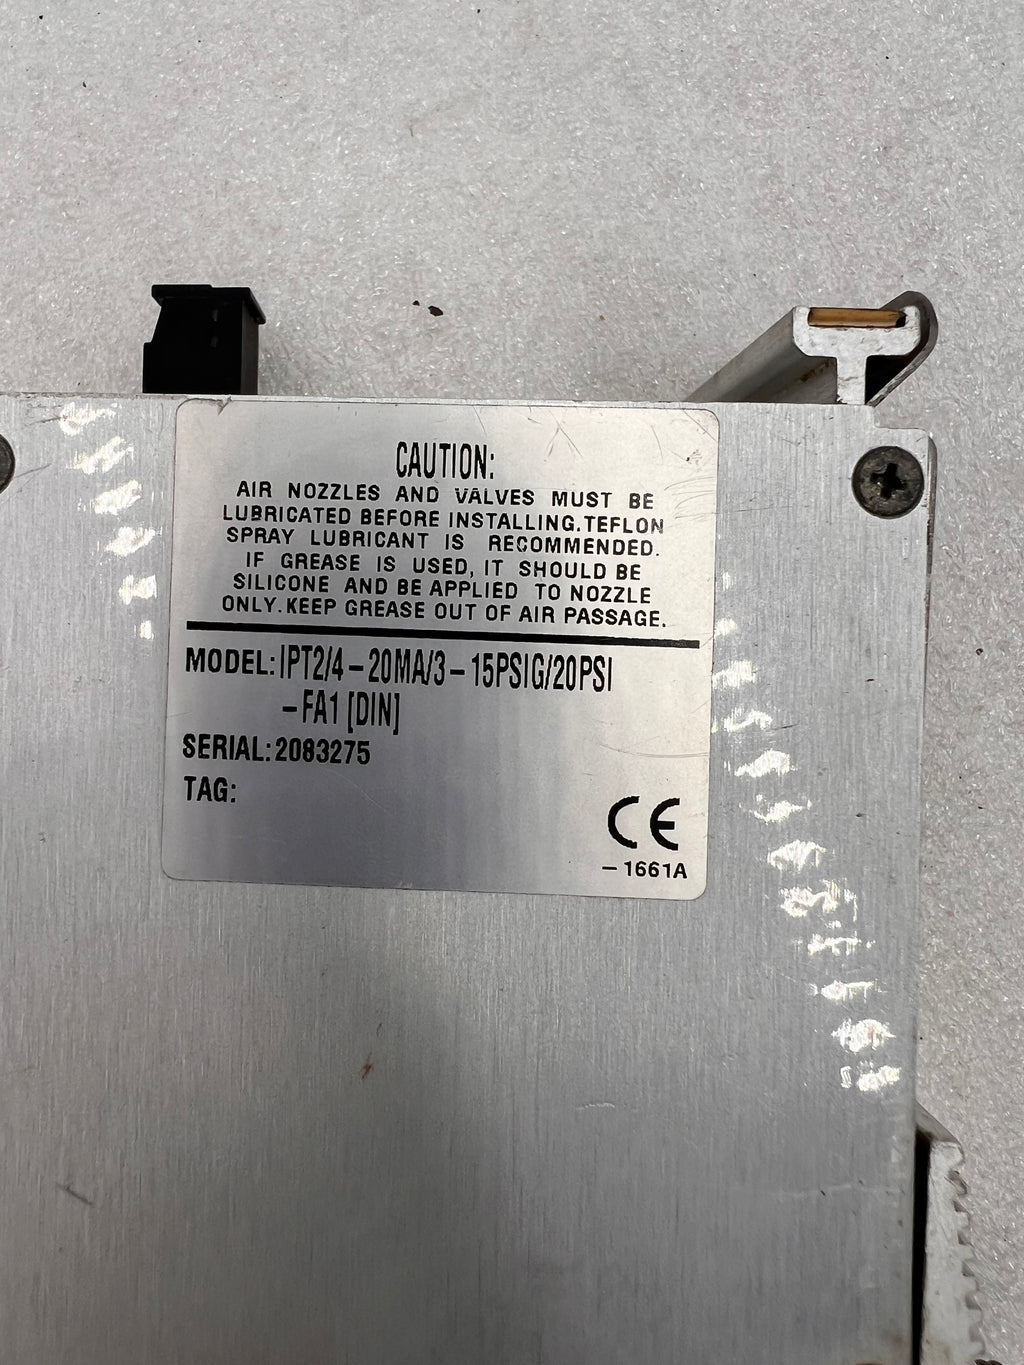 CAUTION:
AIR NOZZLES AND VALVES MUST BE
LUBRICATED BEFORE INSTALLING.TEFLON
SPRAY LUBRICANT IS RECOMMENDED.
IF GREASE IS USED, IT SHOULD BE
SILICONE AND BE APPLIED TO NOZZLE
ONLY.KEEP GREASE OUT OF AIR PASSAGE.
MODEL:IPT2/4-20MA/3-15PSIG/20PSI
-FA1 [DIN]
SERIAL:2083275
TAG:
CE
-1661A